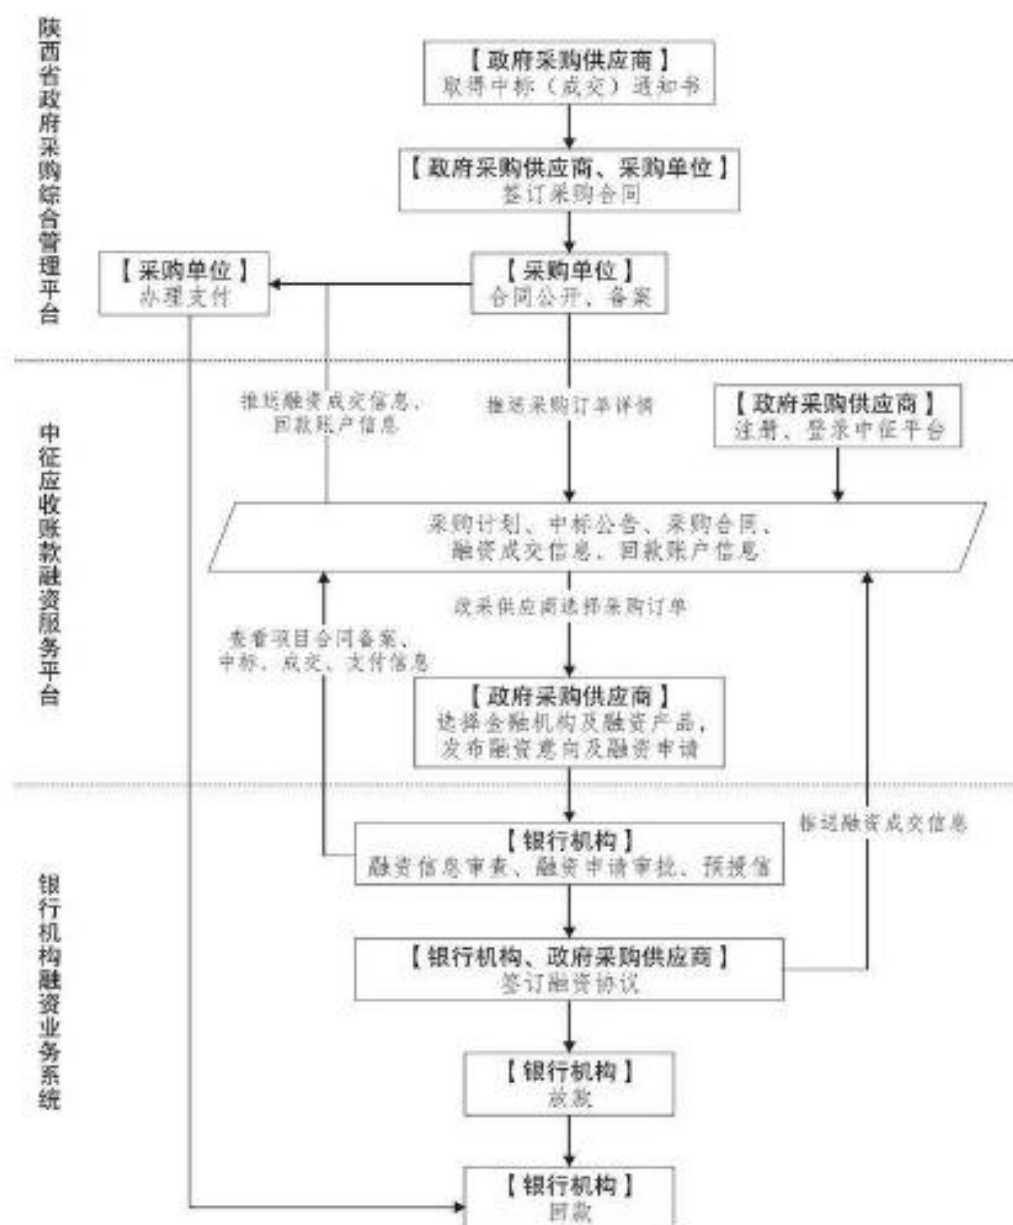 陕西省政府采购综合管理平台
【政府采购供应商】
取得中标（成交）通知书
【政府采购供应商、采购单位】
签订采购合同
【采购单位】
办理支付
【采购单位】
合同公开、备案
中征应收账款融资服务平台
推送融资成交信息、
回款账户信息
推送采购订单详情
【政府采购供应商】
注册、登录中征平台
采购计划、中标公告、采购合同、
融资成交信息、回款账户信息
政采供应商选择采购订单
查看项目合同备案、
中标、成交、支付信息
【政府采购供应商】
选择金融机构及融资产品，
发布融资意向及融资申请
银行机构融资业务系统
【银行机构】
融资信息审查、融资申请审批、预授信
推送融资成交信息
【银行机构、政府采购供应商】
签订融资协议
【银行机构】
放款
【银行机构】
回款